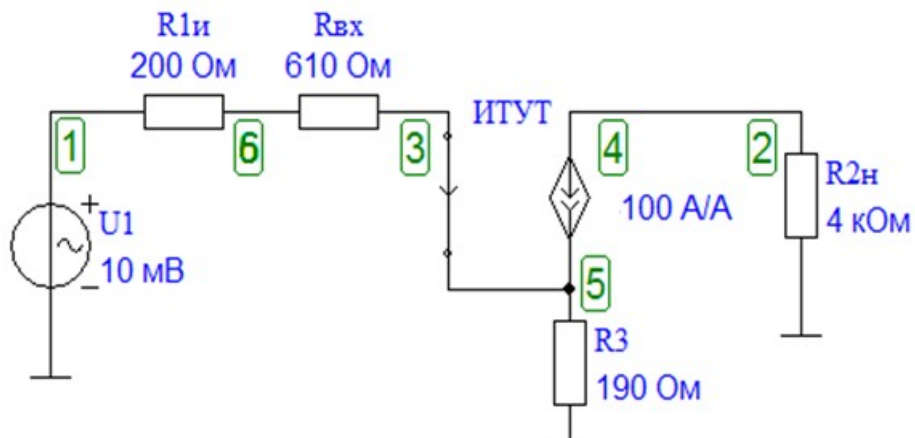 R1и
200 Ом
Rвх
610 Ом
ИТУТ
1
6
3
4
2
R2н
4 кОм
100 А/А
+
U1
10 мВ
−
5
R3
190 Ом